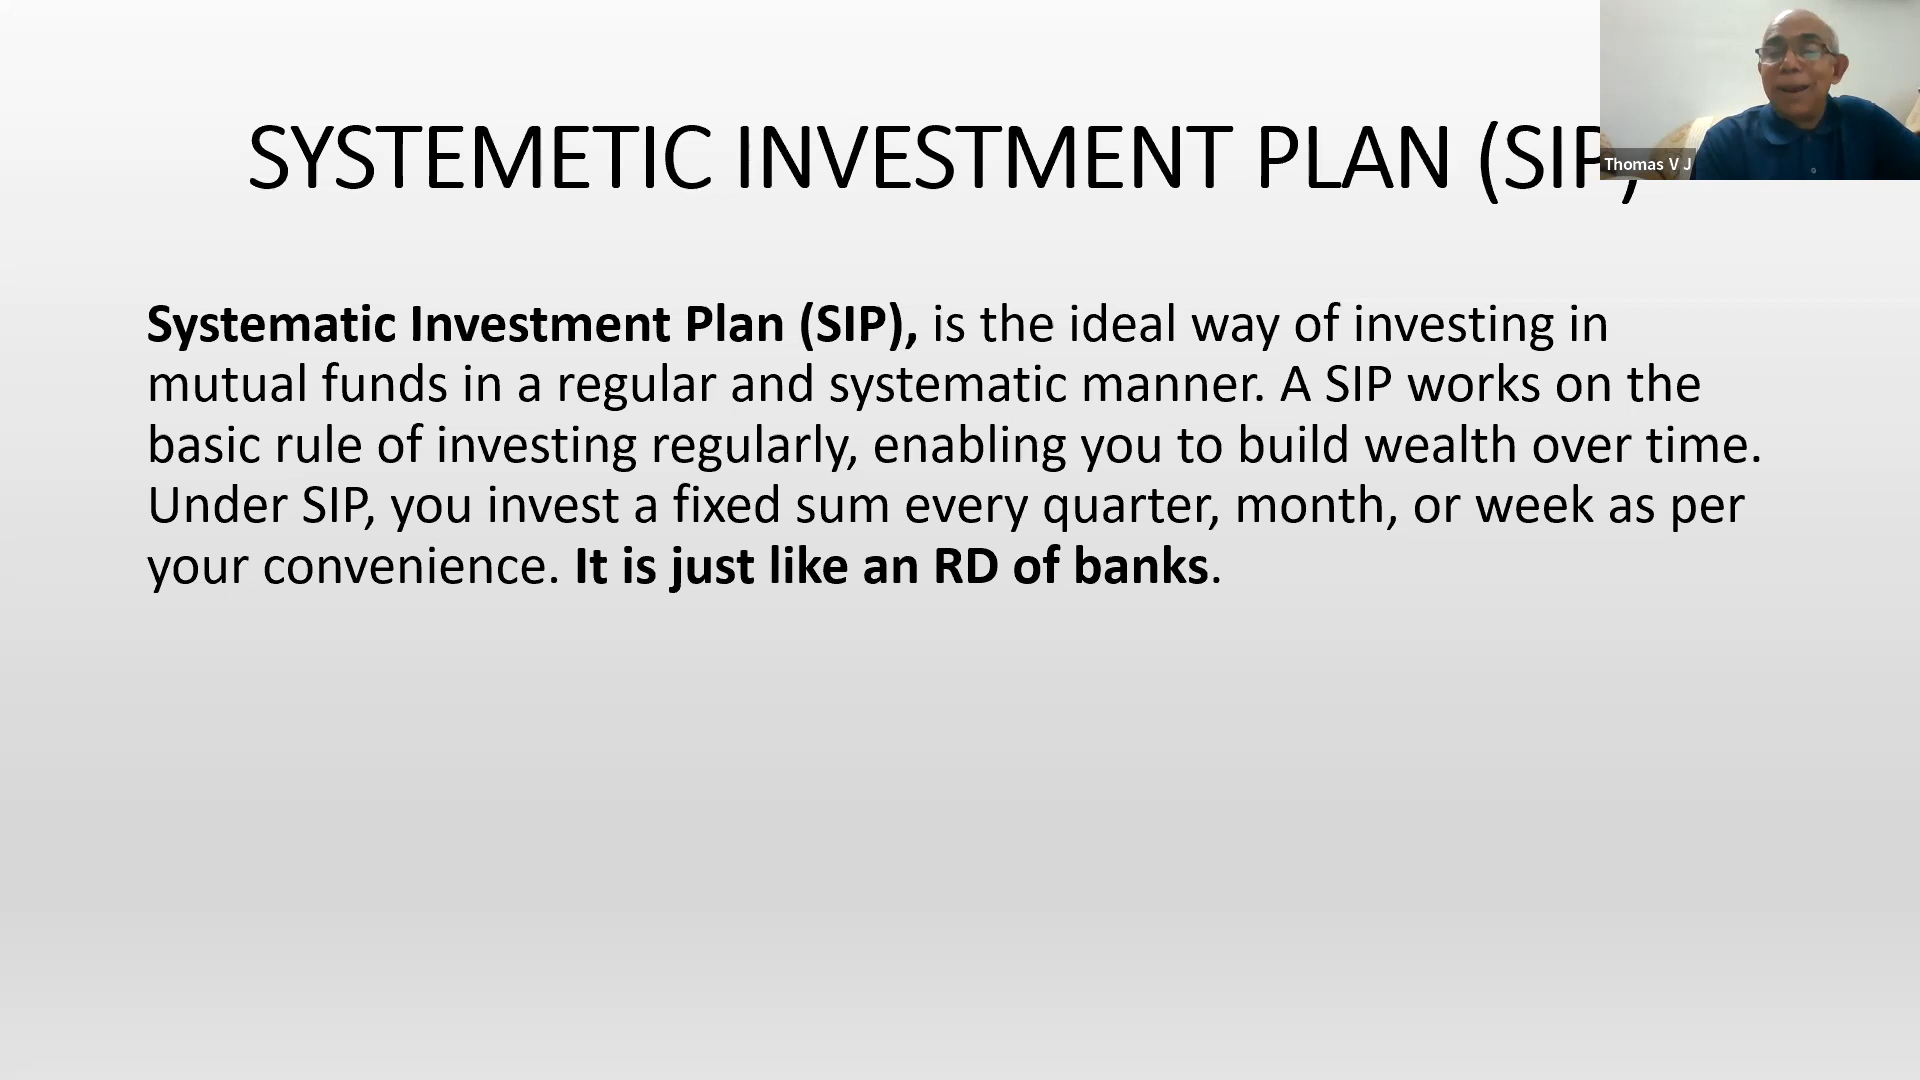 SYSTEMETIC INVESTMENT PLAN (SIP)
Thomas V J
Systematic Investment Plan (SIP), is the ideal way of investing in
mutual funds in a regular and systematic manner. A SIP works on the
basic rule of investing regularly, enabling you to build wealth over time.
Under SIP, you invest a fixed sum every quarter, month, or week as per
your convenience. It is just like an RD of banks.